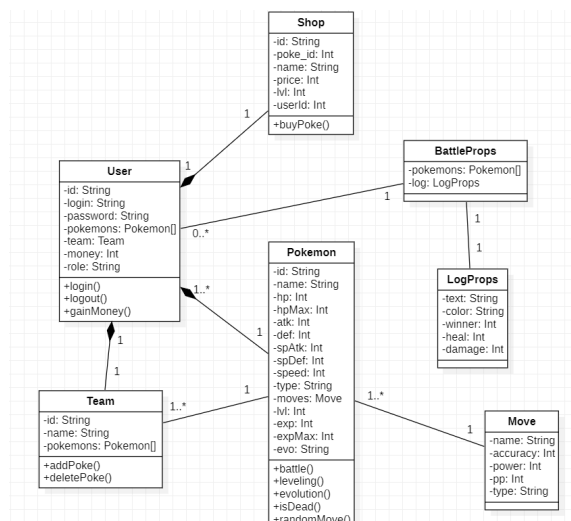 Shop
-id: String
-poke_id: Int
-name: String
-price: Int
-lvl: Int
-userId: Int
+buyPoke()
1
1
User
-id: String
-login: String
-password: String
-pokemons: Pokemon[]
-team: Team
-money: Int
-role: String
+login()
+logout()
+gainMoney()
BattleProps
-pokemons: Pokemon[]
-log: LogProps
1
0..*
1
1
LogProps
-text: String
-color: String
-winner: Int
-heal: Int
-damage: Int
1..*
1
Pokemon
-id: String
-name: String
-hp: Int
-hpMax: Int
-atk: Int
-def: Int
-spAtk: Int
-spDef: Int
-speed: Int
-type: String
-moves: Move
-lvl: Int
-exp: Int
-expMax: Int
-evo: String
+battle()
+leveling()
+evolution()
+isDead()
+randomMove()
1
1
Team
-id: String
-name: String
-pokemons: Pokemon[]
+addPoke()
+deletePoke()
1..*
1
1..*
1
Move
-name: String
-accuracy: Int
-power: Int
-pp: Int
-type: String